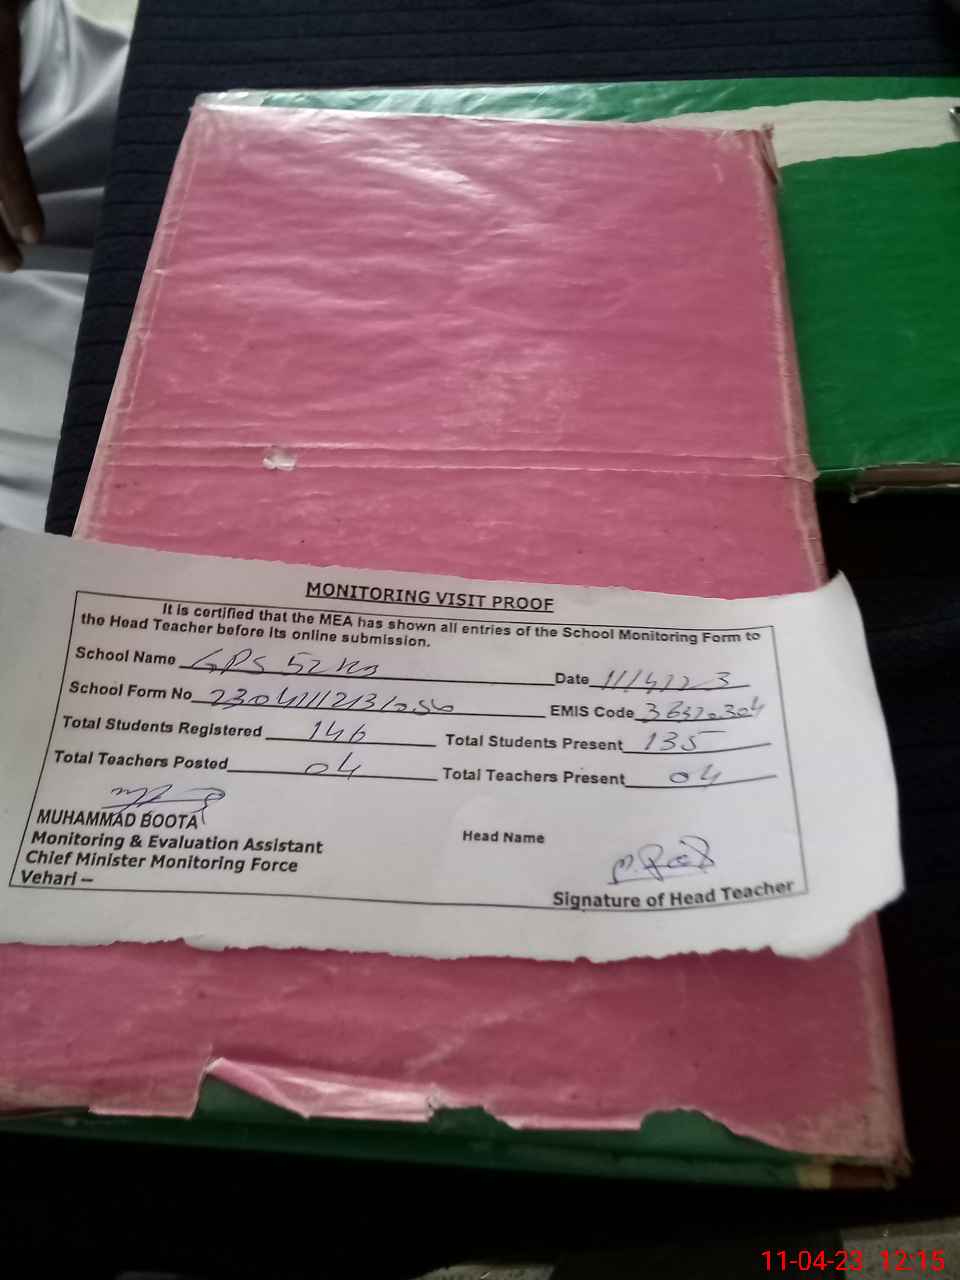 MONITORING VISIT PROOF
It is certified that the MEA has shown all entries of the School Monitoring Form to
the Head Teacher before its online submission.
School Name GPS 52 Date 11/4/23
School Form No EMIS Code
Total Students Registered 146 Total Students Present 135
Total Teachers Posted 04 Total Teachers Present 04
MUHAMMAD BOOTA
Monitoring & Evaluation Assistant
Chief Minister Monitoring Force
Vehari –
Head Name
Signature of Head Teacher
11-04-23 12:15